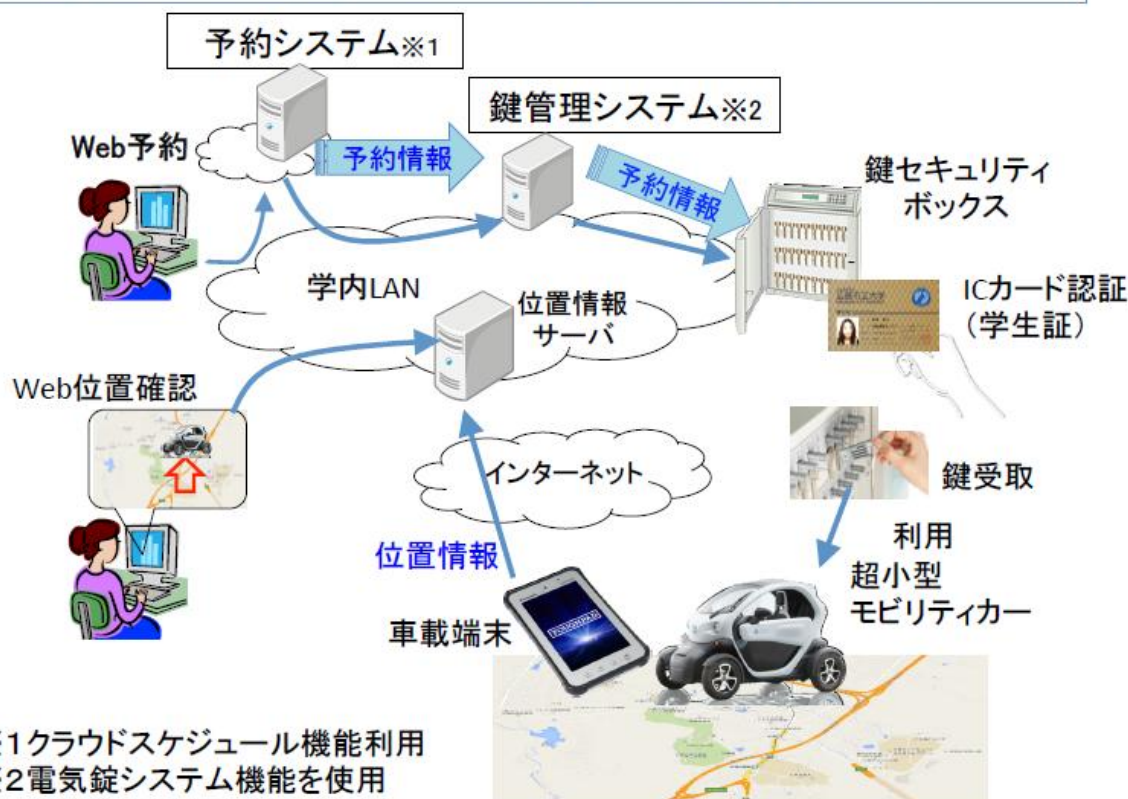 予約システム※1
鍵管理システム※2
Web予約
予約情報
予約情報
鍵セキュリティ
ボックス
学内LAN
位置情報
サーバ
ICカード認証
(学生証)
Web位置確認
インターネット
鍵受取
位置情報
利用
超小型
モビリティカー
車載端末
TOUGHPAD
※1クラウドスケジュール機能利用
※2電気錠システム機能を使用